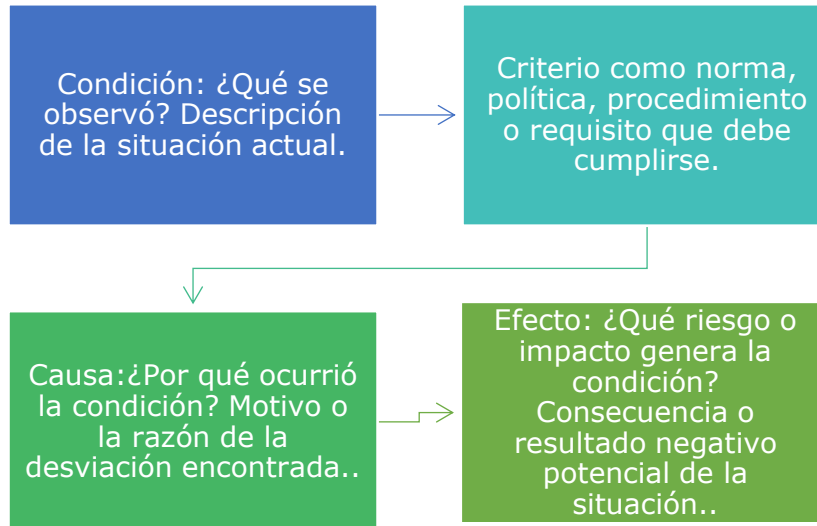 Condición: ¿Qué se
observó? Descripción
de la situación actual.
Criterio como norma,
política, procedimiento
o requisito que debe
cumplirse.
Causa:¿Por qué ocurrió
la condición? Motivo o
la razón de la
desviación encontrada..
Efecto: ¿Qué riesgo o
impacto genera la
condición?
Consecuencia o
resultado negativo
potencial de la
situación..